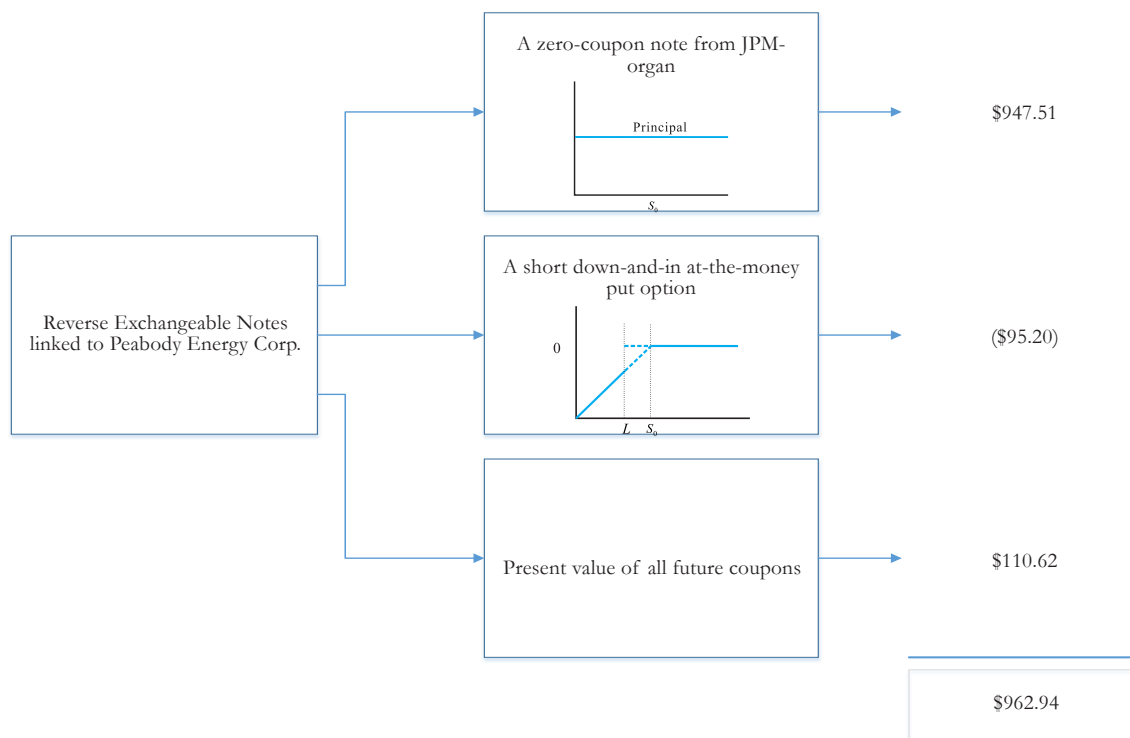 A zero-coupon note from JPM-
organ
Principal
S₀
$947.51
Reverse Exchangeable Notes
linked to Peabody Energy Corp.
A short down-and-in at-the-money
put option
0
L S₀
($95.20)
Present value of all future coupons
$110.62
$962.94